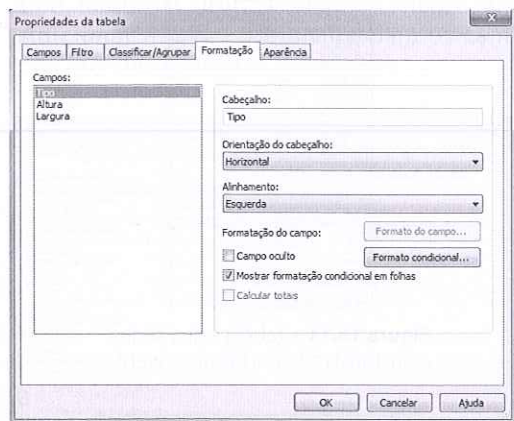 Propriedades da tabela
Campos Filtro Classificar/Agrupar Formatação Aparência
Campos:
Tipo
Altura
Largura
Cabeçalho:
Tipo
Orientação do cabeçalho:
Horizontal
Alinhamento:
Esquerda
Formatação do campo:
Formato do campo...
Campo oculto
Formato condicional...
Mostrar formatação condicional em folhas
Calcular totais
OK Cancelar Ajuda